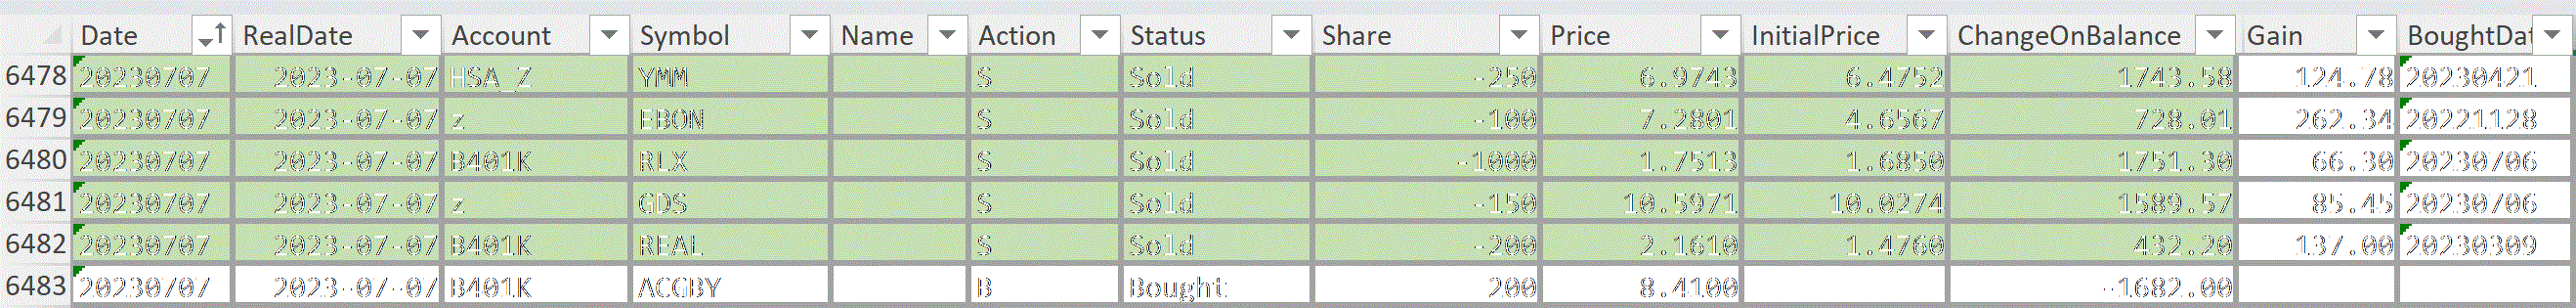 Date RealDate Account Symbol Name Action Status Share Price InitialPrice ChangeOnBalance Gain BoughtDat
6478 20230707 2023-07-07 HSA_Z YMM S Sold -250 6.9743 6.4752 1743.58 124.78 20230421
6479 20230707 2023-07-07 z EBON S Sold -100 7.2801 4.6567 728.01 262.34 20221128
6480 20230707 2023-07-07 B401K RLX S Sold -1000 1.7513 1.6850 1751.30 66.30 20230706
6481 20230707 2023-07-07 z GDS S Sold -150 10.5971 10.0274 1589.57 85.45 20230706
6482 20230707 2023-07-07 B401K REAL S Sold -200 2.1610 1.4760 432.20 137.00 20230309
6483 20230707 2023-07-07 B401K ACGBY B Bought 200 8.4100 -1682.00